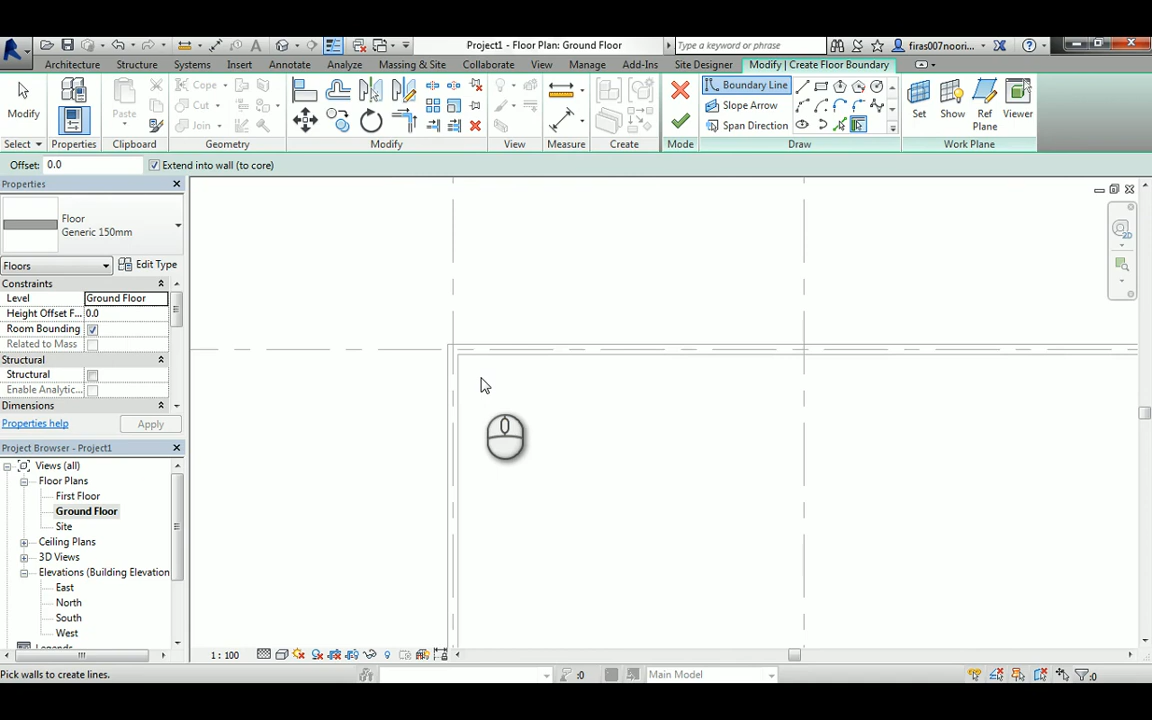 Project1 - Floor Plan: Ground Floor
Type a keyword or phrase
firas007noori...
Architecture Structure Systems Insert Annotate Analyze Massing & Site Collaborate View Manage Add-Ins Site Designer Modify | Create Floor Boundary
Modify
Select
Properties
Paste
Cope
Cut
Join
Clipboard
Geometry
Modify
View
Measure
Create
Mode
Boundary Line
Slope Arrow
Span Direction
Draw
Set
Show
Ref
Plane
Viewer
Work Plane
Offset: 0.0
Extend into wall (to core)
Properties
Floor
Generic 150mm
Floors
Edit Type
Constraints
Level Ground Floor
Height Offset F... 0.0
Room Bounding
Related to Mass
Structural
Structural
Enable Analytic...
Dimensions
Properties help
Apply
Project Browser - Project1
Views (all)
Floor Plans
First Floor
Ground Floor
Site
Ceiling Plans
3D Views
Elevations (Building Elevation
East
North
South
West
2D
1 : 100
Pick walls to create lines.
:0
Main Model
:0